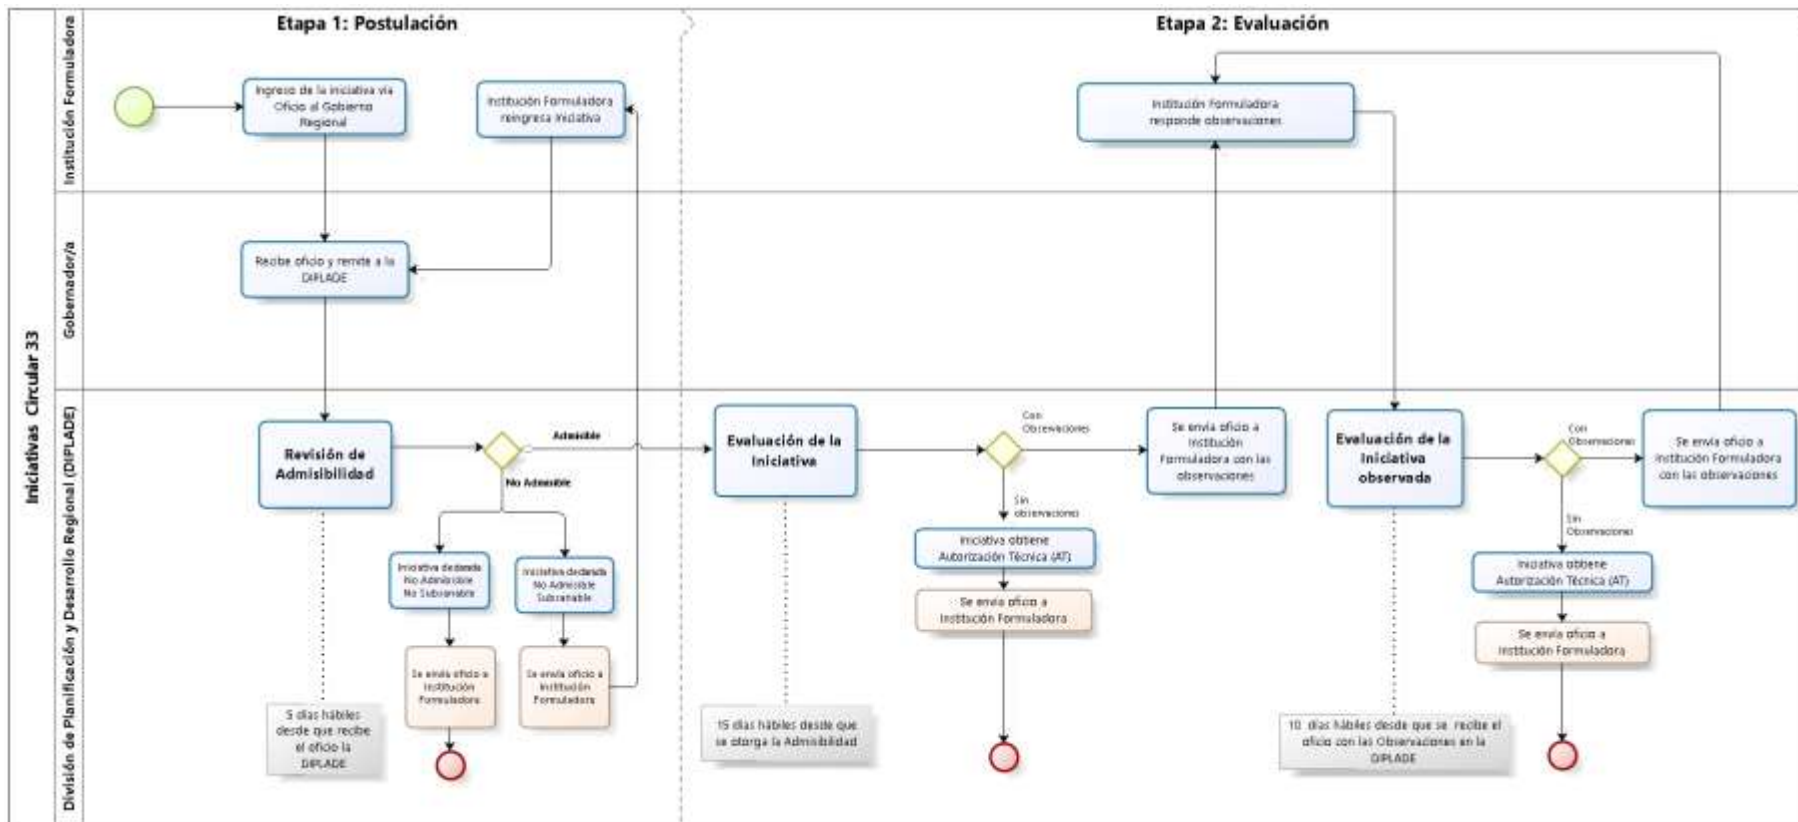 Etapa 1: Postulación
Etapa 2: Evaluación
Iniciativas Circular 33
Institución Formuladora
Gobernador/a
División de Planificación y Desarrollo Regional (DIPLADE)
Ingreso de la iniciativa vía
Oficio al Gobierno
Regional
Institución Formuladora
reingresa Iniciativa
Recibe oficio y remite a la
DIPLADE
Revisión de
Admisibilidad
Admisible
No Admisible
Iniciativa declarada
No Admisible
No Subsanable
Iniciativa declarada
No Admisible
Subsanable
Se envía oficio a
Institución
Formuladora
Se envía oficio a
Institución
Formuladora
5 días hábiles
desde que recibe
el oficio la
DIPLADE
Institución Formuladora
responde observaciones
Evaluación de la
Iniciativa
Con
Observaciones
Sin
observaciones
Se envía oficio a
Institución
Formuladora con las
observaciones
Iniciativa obtiene
Autorización Técnica (AT)
Se envía oficio a
Institución Formuladora
15 días hábiles desde que
se otorga la Admisibilidad
Evaluación de la
Iniciativa
observada
Con
Observaciones
Sin
Observaciones
Se envía oficio a
Institución Formuladora
con las observaciones
Iniciativa obtiene
Autorización Técnica (AT)
Se envía oficio a
Institución Formuladora
10 días hábiles desde que se recibe el
oficio con las Observaciones en la
DIPLADE